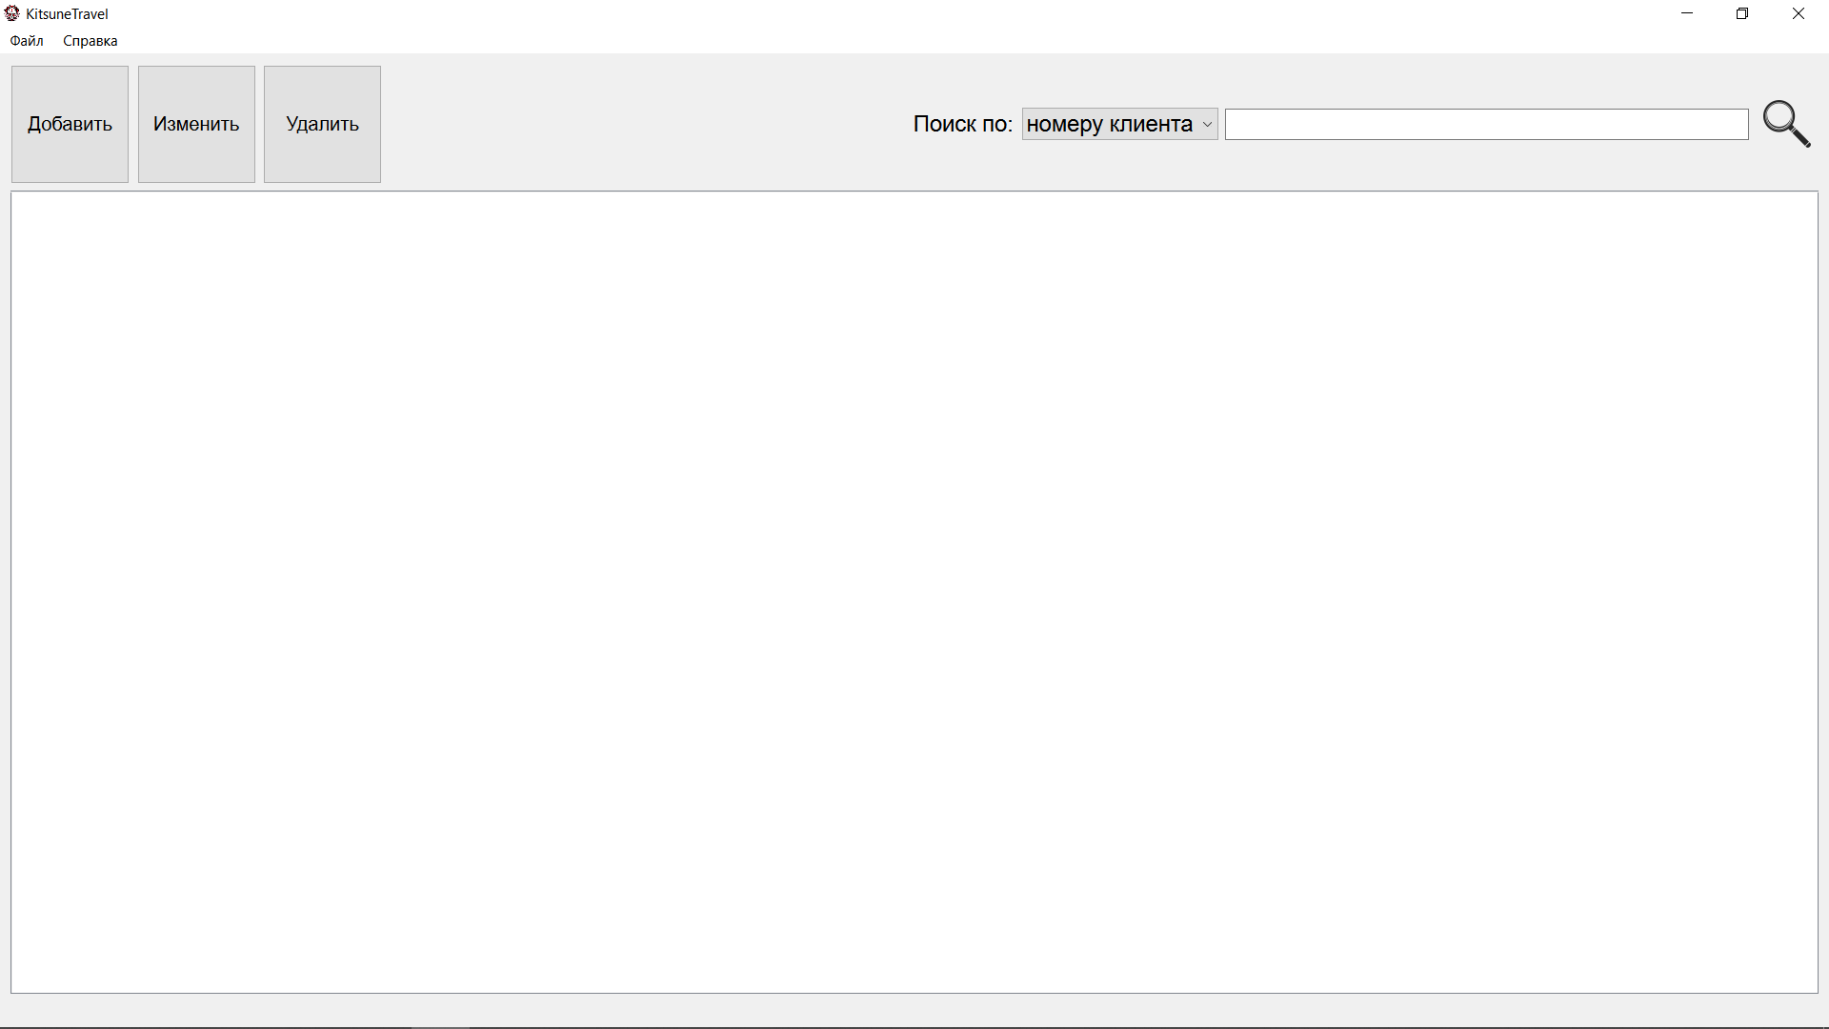 KitsuneTravel
Файл Справка
Добавить Изменить Удалить Поиск по: номеру клиента